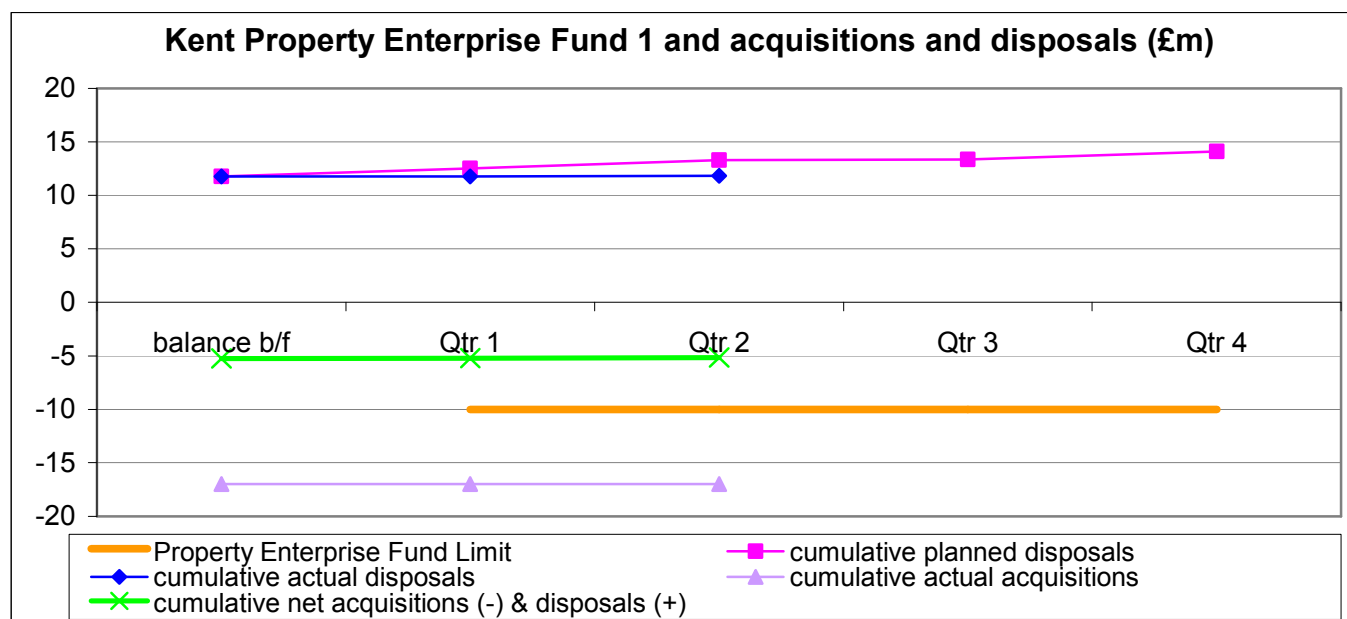 Kent Property Enterprise Fund 1 and acquisitions and disposals (£m)
20
15
10
5
0
balance b/f Qtr 1 Qtr 2 Qtr 3 Qtr 4
-5
-10
-15
-20
Property Enterprise Fund Limit cumulative planned disposals
cumulative actual disposals cumulative actual acquisitions
cumulative net acquisitions (-) & disposals (+)